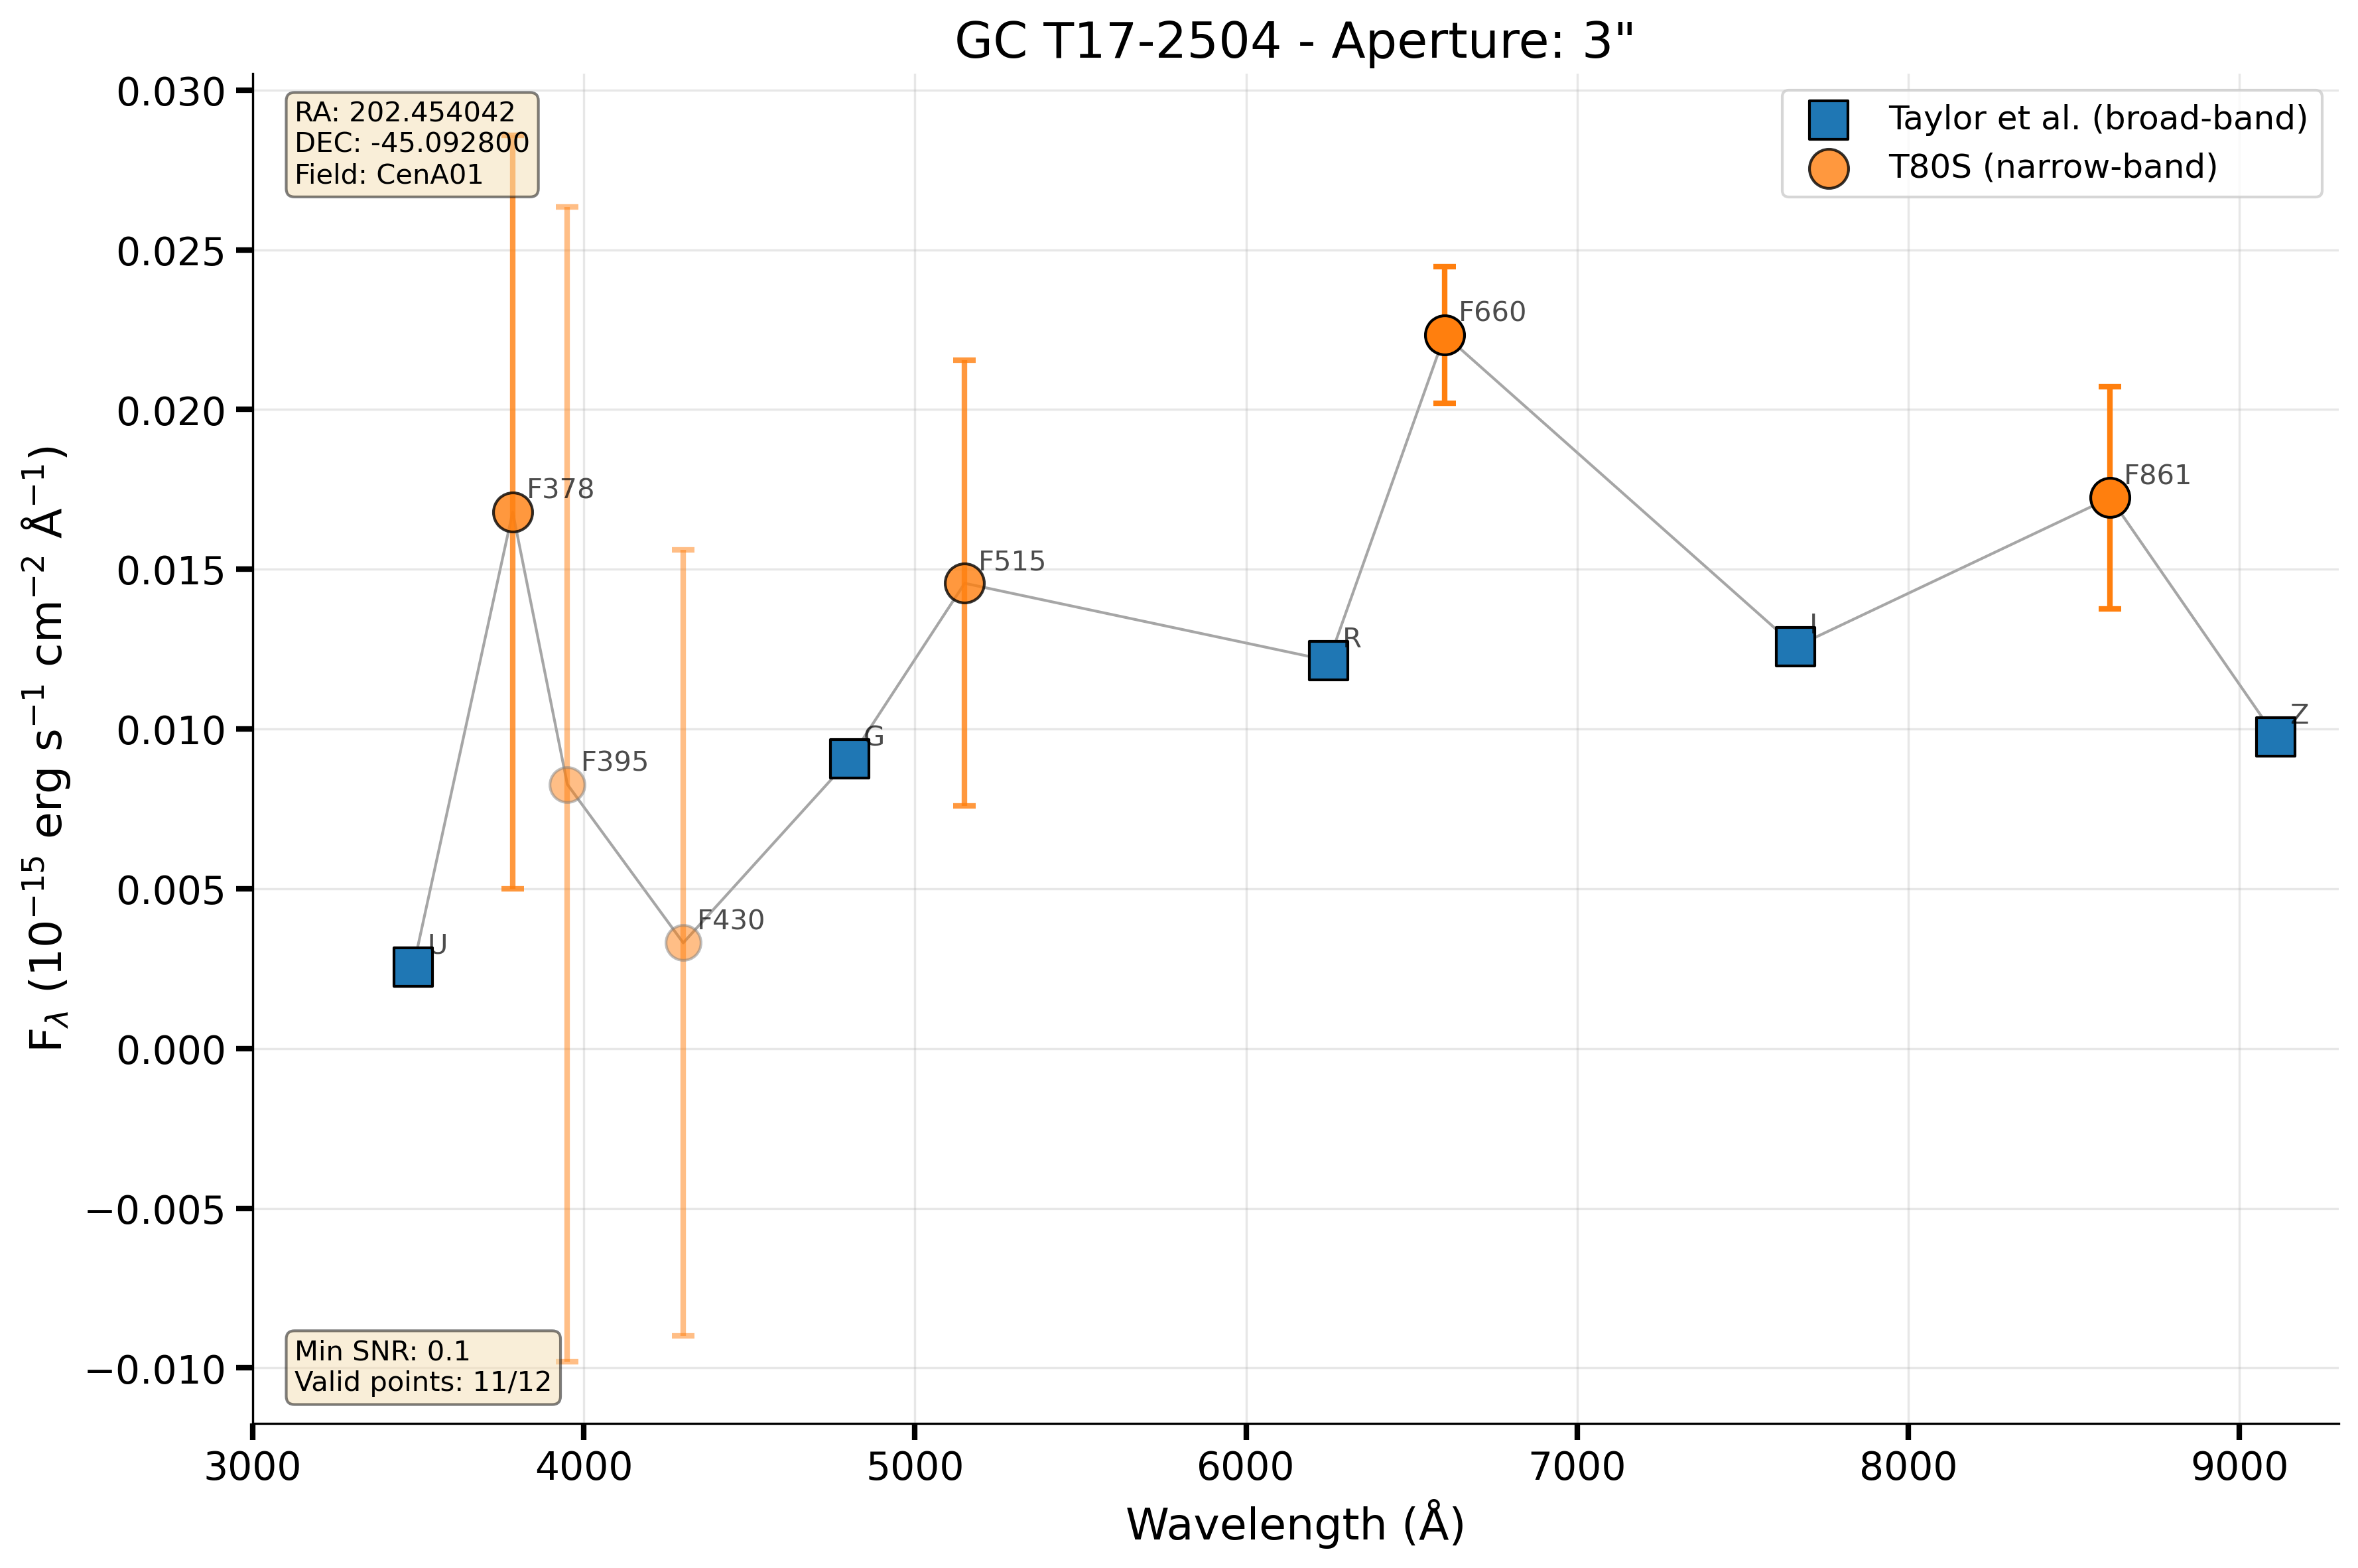 GC T17-2504 - Aperture: 3"
RA: 202.454042
DEC: -45.092800
Field: CenA01
Taylor et al. (broad-band)
T80S (narrow-band)
0.030
0.025
0.020
0.015
0.010
0.005
0.000
−0.005
−0.010
F_λ (10⁻¹⁵ erg s⁻¹ cm⁻² Å⁻¹)
U
F378
F395
F430
G
F515
R
F660
I
F861
Z
Min SNR: 0.1
Valid points: 11/12
3000
4000
5000
6000
7000
8000
9000
Wavelength (Å)